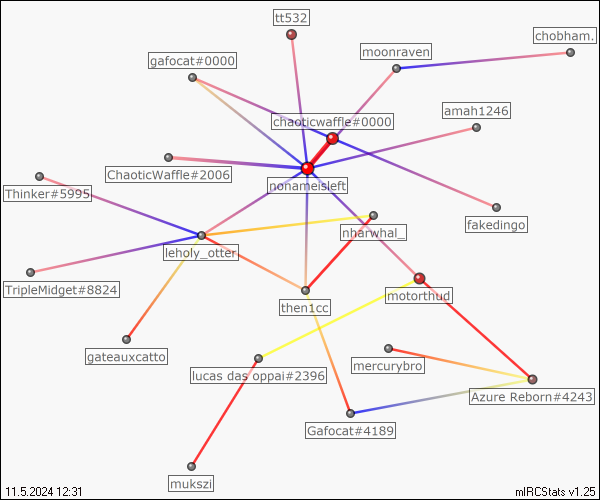 tt532
chobham.
moonraven
gafocat#0000
amah1246
chaoticwaffle#0000
ChaoticWaffle#2006
nonameisleft
Thinker#5995
fakedingo
nharwhal_
leholy_otter
TripleMidget#8824
motorthud
then1cc
gateauxcatto
mercurybro
lucas das oppai#2396
Azure Reborn#4243
Gafocat#4189
mukszi
11.5.2024 12:31
mIRCStats v1.25